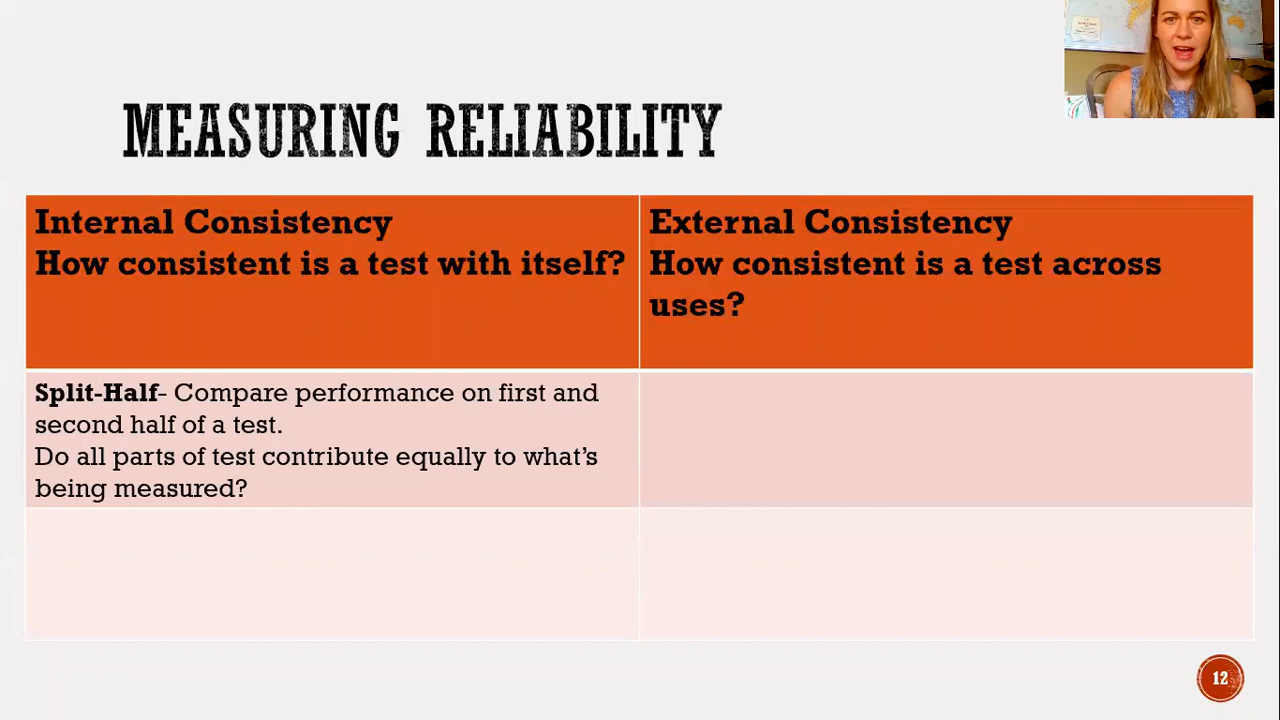 MEASURING RELIABILITY
Internal Consistency
How consistent is a test with itself?
External Consistency
How consistent is a test across
uses?
Split-Half- Compare performance on first and
second half of a test.
Do all parts of test contribute equally to what’s
being measured?
12